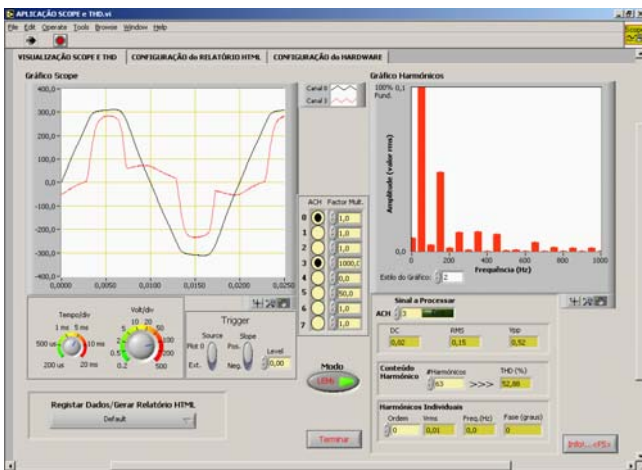 APLICAÇÃO SCOPE e THD.vi
File Edit Operate Tools Browse Window Help
Scope
VISUALIZAÇÃO SCOPE E THD CONFIGURAÇÃO do RELATÓRIO HTML CONFIGURAÇÃO do HARDWARE
Gráfico Scope
400,0
300,0
200,0
100,0
0,0
-100,0
-200,0
-300,0
-400,0
0,0000 0,0050 0,0100 0,0150 0,0200 0,0250
Canal 0
Canal 3
Gráfico Harmónicos
100% 0,1
Fund.
Amplitude (valor rms)
0,0
0 200 400 600 800 1000
Frequência (Hz)
Estilo do Gráfico: 2
ACH Factor Mult.
0 1,0
1 1,0
2 1,0
3 1000,0
4 0,0
5 50,0
6 1,0
7 1,0
Tempo/div
1 ms 5 ms
500 us 10 ms
200 us 20 ms
Volt/div
10 20
5 50
2 100
1
0.5 200
0.2 500
Trigger
Source Slope
Plot 0 Pos. Level
Ext. Neg. 0,00
Sinal a Processar
ACH 3
DC RMS Vpp
0,02 0,15 0,52
Modo
LEMs
Conteúdo Harmónico
#Harmónicos THD (%)
63 >>> 52,88
Registar Dados/Gerar Relatório HTML
Default
Harmónicos Individuais
Ordem Vrms Freq.(Hz) Fase (graus)
0 0,01 0,0 0
Terminar
Info!...<F5>